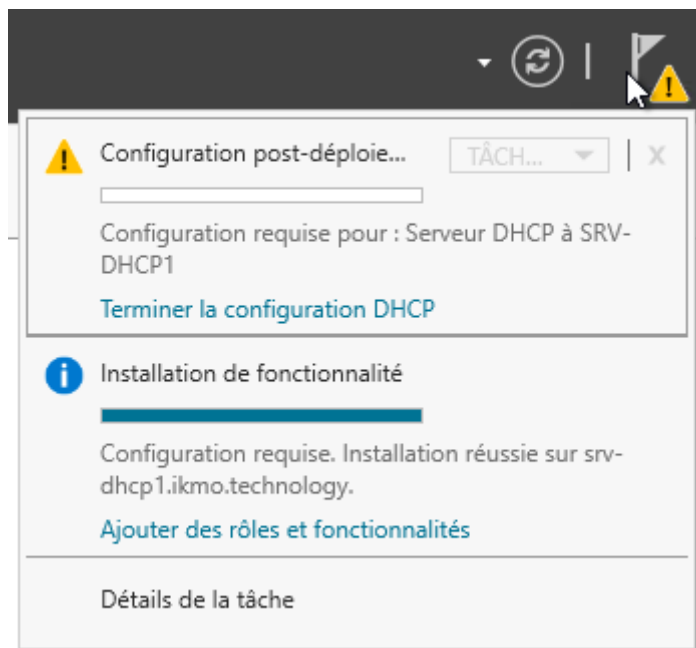 Configuration post-déploie...
TÂCH...
X
Configuration requise pour : Serveur DHCP à SRV-
DHCP1
Terminer la configuration DHCP
Installation de fonctionnalité
Configuration requise. Installation réussie sur srv-
dhcp1.ikmo.technology.
Ajouter des rôles et fonctionnalités
Détails de la tâche